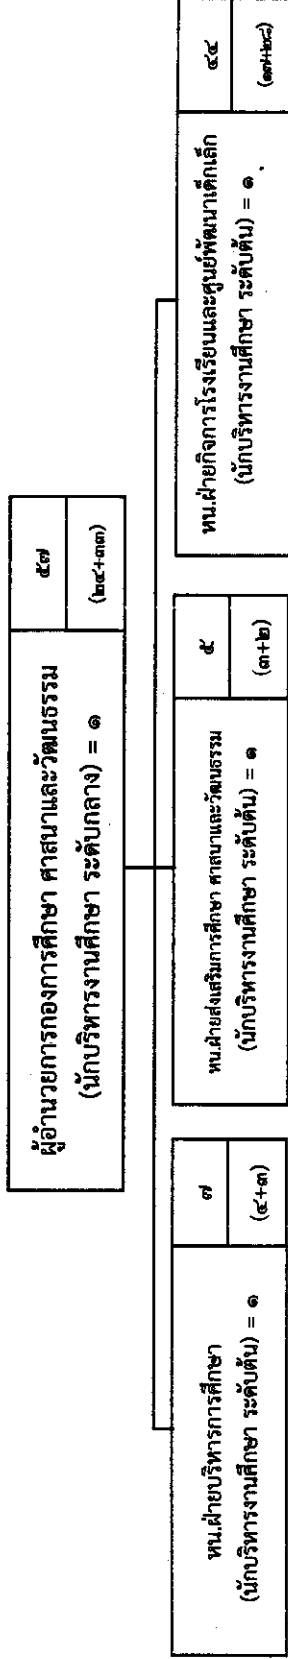 ผู้อำนวยการกองการศึกษา ศาสนาและวัฒนธรรม
(นักบริหารงานศึกษา ระดับกลาง) = ๑
๕๗
(๒๔+๓๓)
หน.ฝ่ายบริหารการศึกษา
(นักบริหารงานศึกษา ระดับต้น) = ๑
๗
(๔+๓)
หน.ฝ่ายส่งเสริมการศึกษา ศาสนาและวัฒนธรรม
(นักบริหารงานศึกษา ระดับต้น) = ๑
๕
(๓+๒)
หน.ฝ่ายกิจการโรงเรียนและศูนย์พัฒนาเด็กเล็ก
(นักบริหารงานศึกษา ระดับต้น) = ๑
๔๔